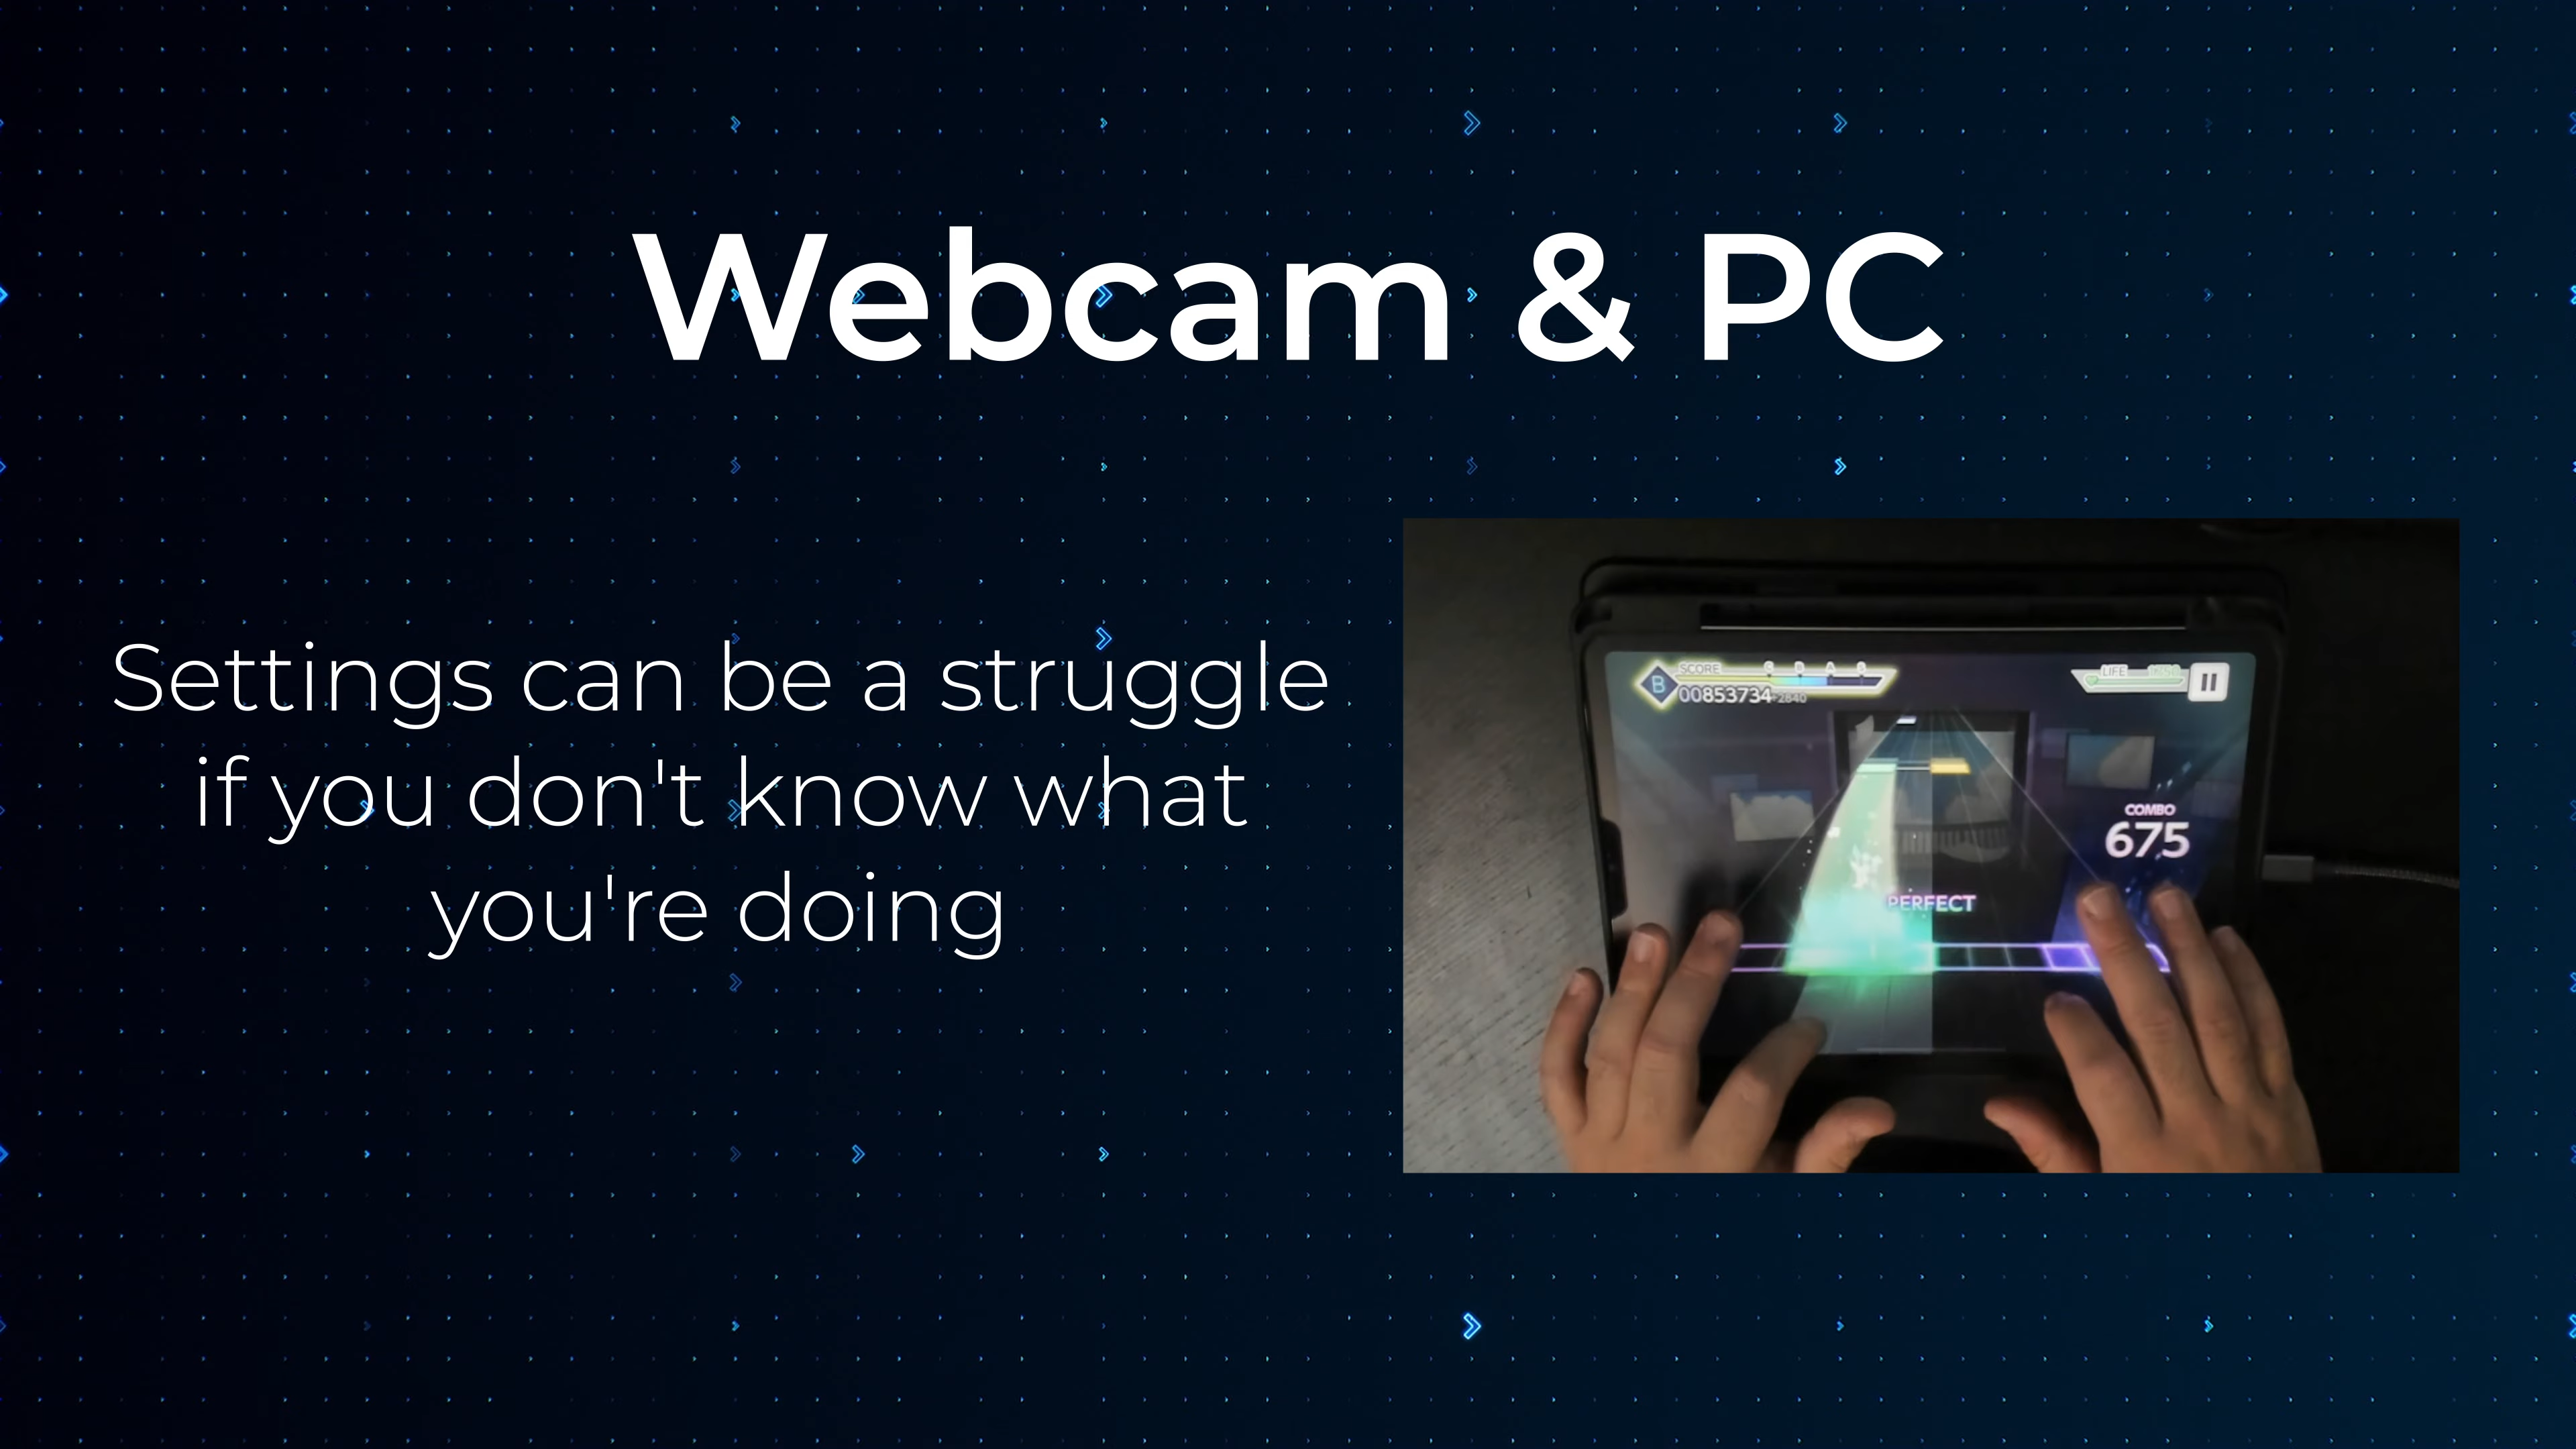 Webcam & PC
Settings can be a struggle
if you don't know what
you're doing
SCORE
C B A S
B
00853734 +2840
LIFE
COMBO
675
PERFECT